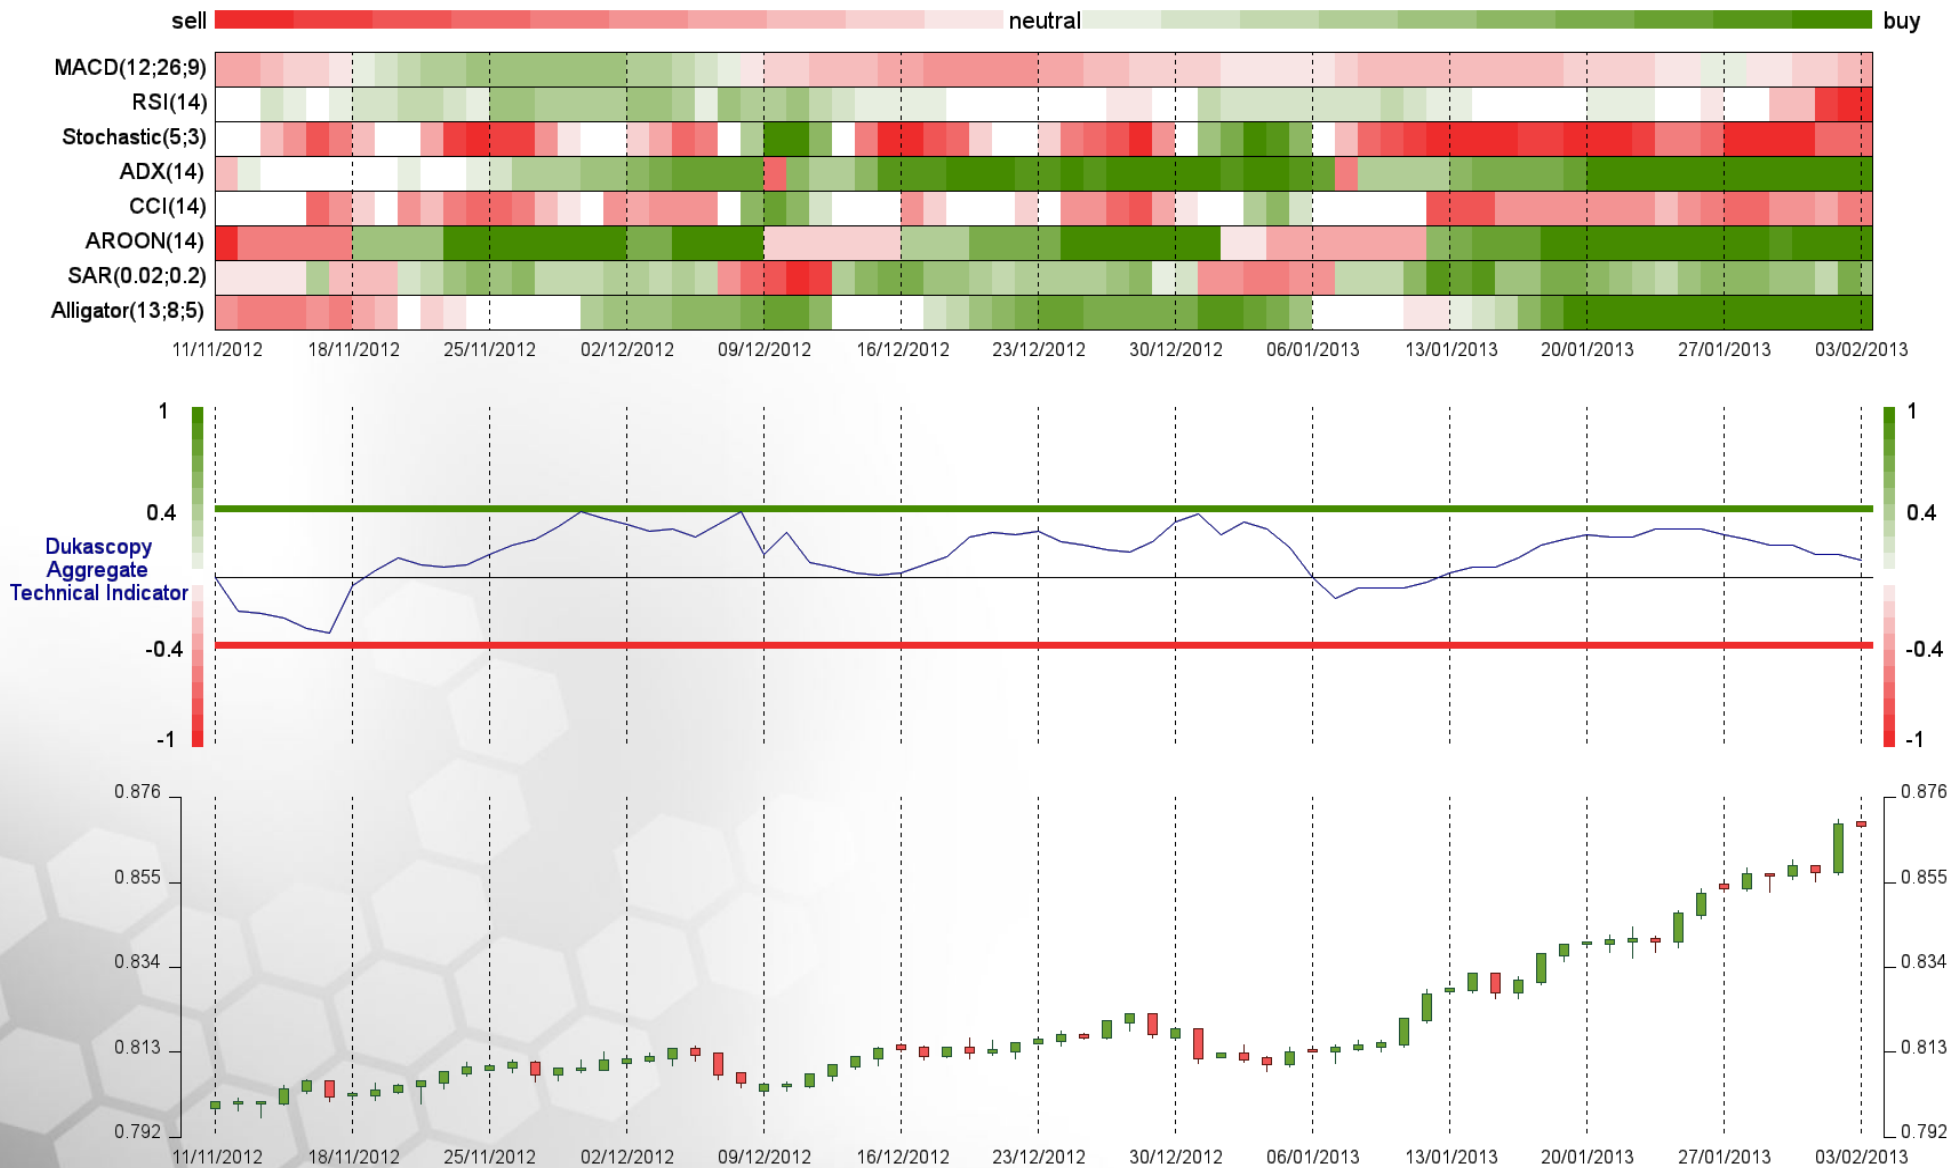 sell neutral buy
MACD(12;26;9)
RSI(14)
Stochastic(5;3)
ADX(14)
CCI(14)
AROON(14)
SAR(0.02;0.2)
Alligator(13;8;5)
11/11/2012 18/11/2012 25/11/2012 02/12/2012 09/12/2012 16/12/2012 23/12/2012 30/12/2012 06/01/2013 13/01/2013 20/01/2013 27/01/2013 03/02/2013
1 1
0.4 0.4
Dukascopy
Aggregate
Technical Indicator
-0.4 -0.4
-1 -1
0.876 0.876
0.855 0.855
0.834 0.834
0.813 0.813
0.792 0.792
11/11/2012 18/11/2012 25/11/2012 02/12/2012 09/12/2012 16/12/2012 23/12/2012 30/12/2012 06/01/2013 13/01/2013 20/01/2013 27/01/2013 03/02/2013